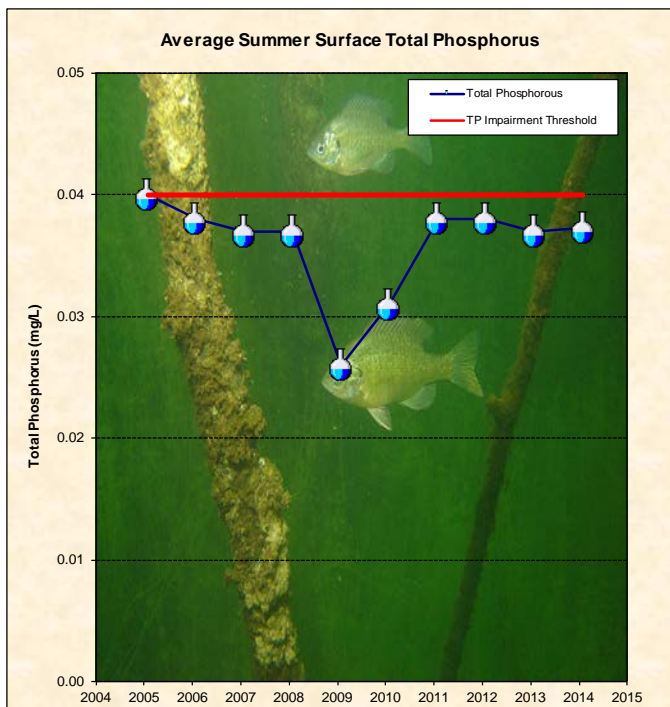 Average Summer Surface Total Phosphorus
0.05
Total Phosphorous
TP Impairment Threshold
0.04
0.03
0.02
0.01
0.00
Total Phosphorus (mg/L)
2004 2005 2006 2007 2008 2009 2010 2011 2012 2013 2014 2015